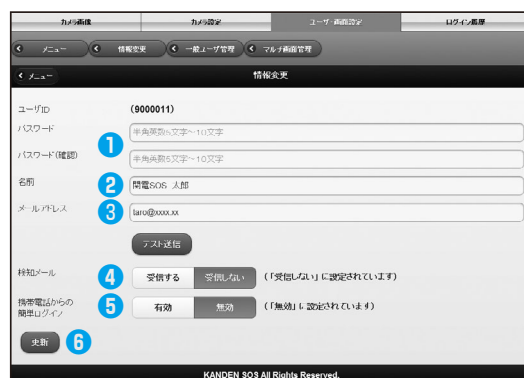 カメラ画像 カメラ設定 ユーザ・画面設定 ログイン履歴
メニュー 情報変更 一般ユーザ管理 マルチ画面管理
メニュー 情報変更
ユーザID (9000011)
パスワード 半角英数5文字~10文字
1
パスワード(確認) 半角英数5文字~10文字
名前 2 関電SOS 太郎
メールアドレス 3 taro@xxxx.xx
テスト送信
検知メール 4 受信する 受信しない (「受信しない」に設定されています)
携帯電話からの
簡単ログイン 5 有効 無効 (「無効」に設定されています)
更新 6
KANDEN SOS All Rights Reserved.